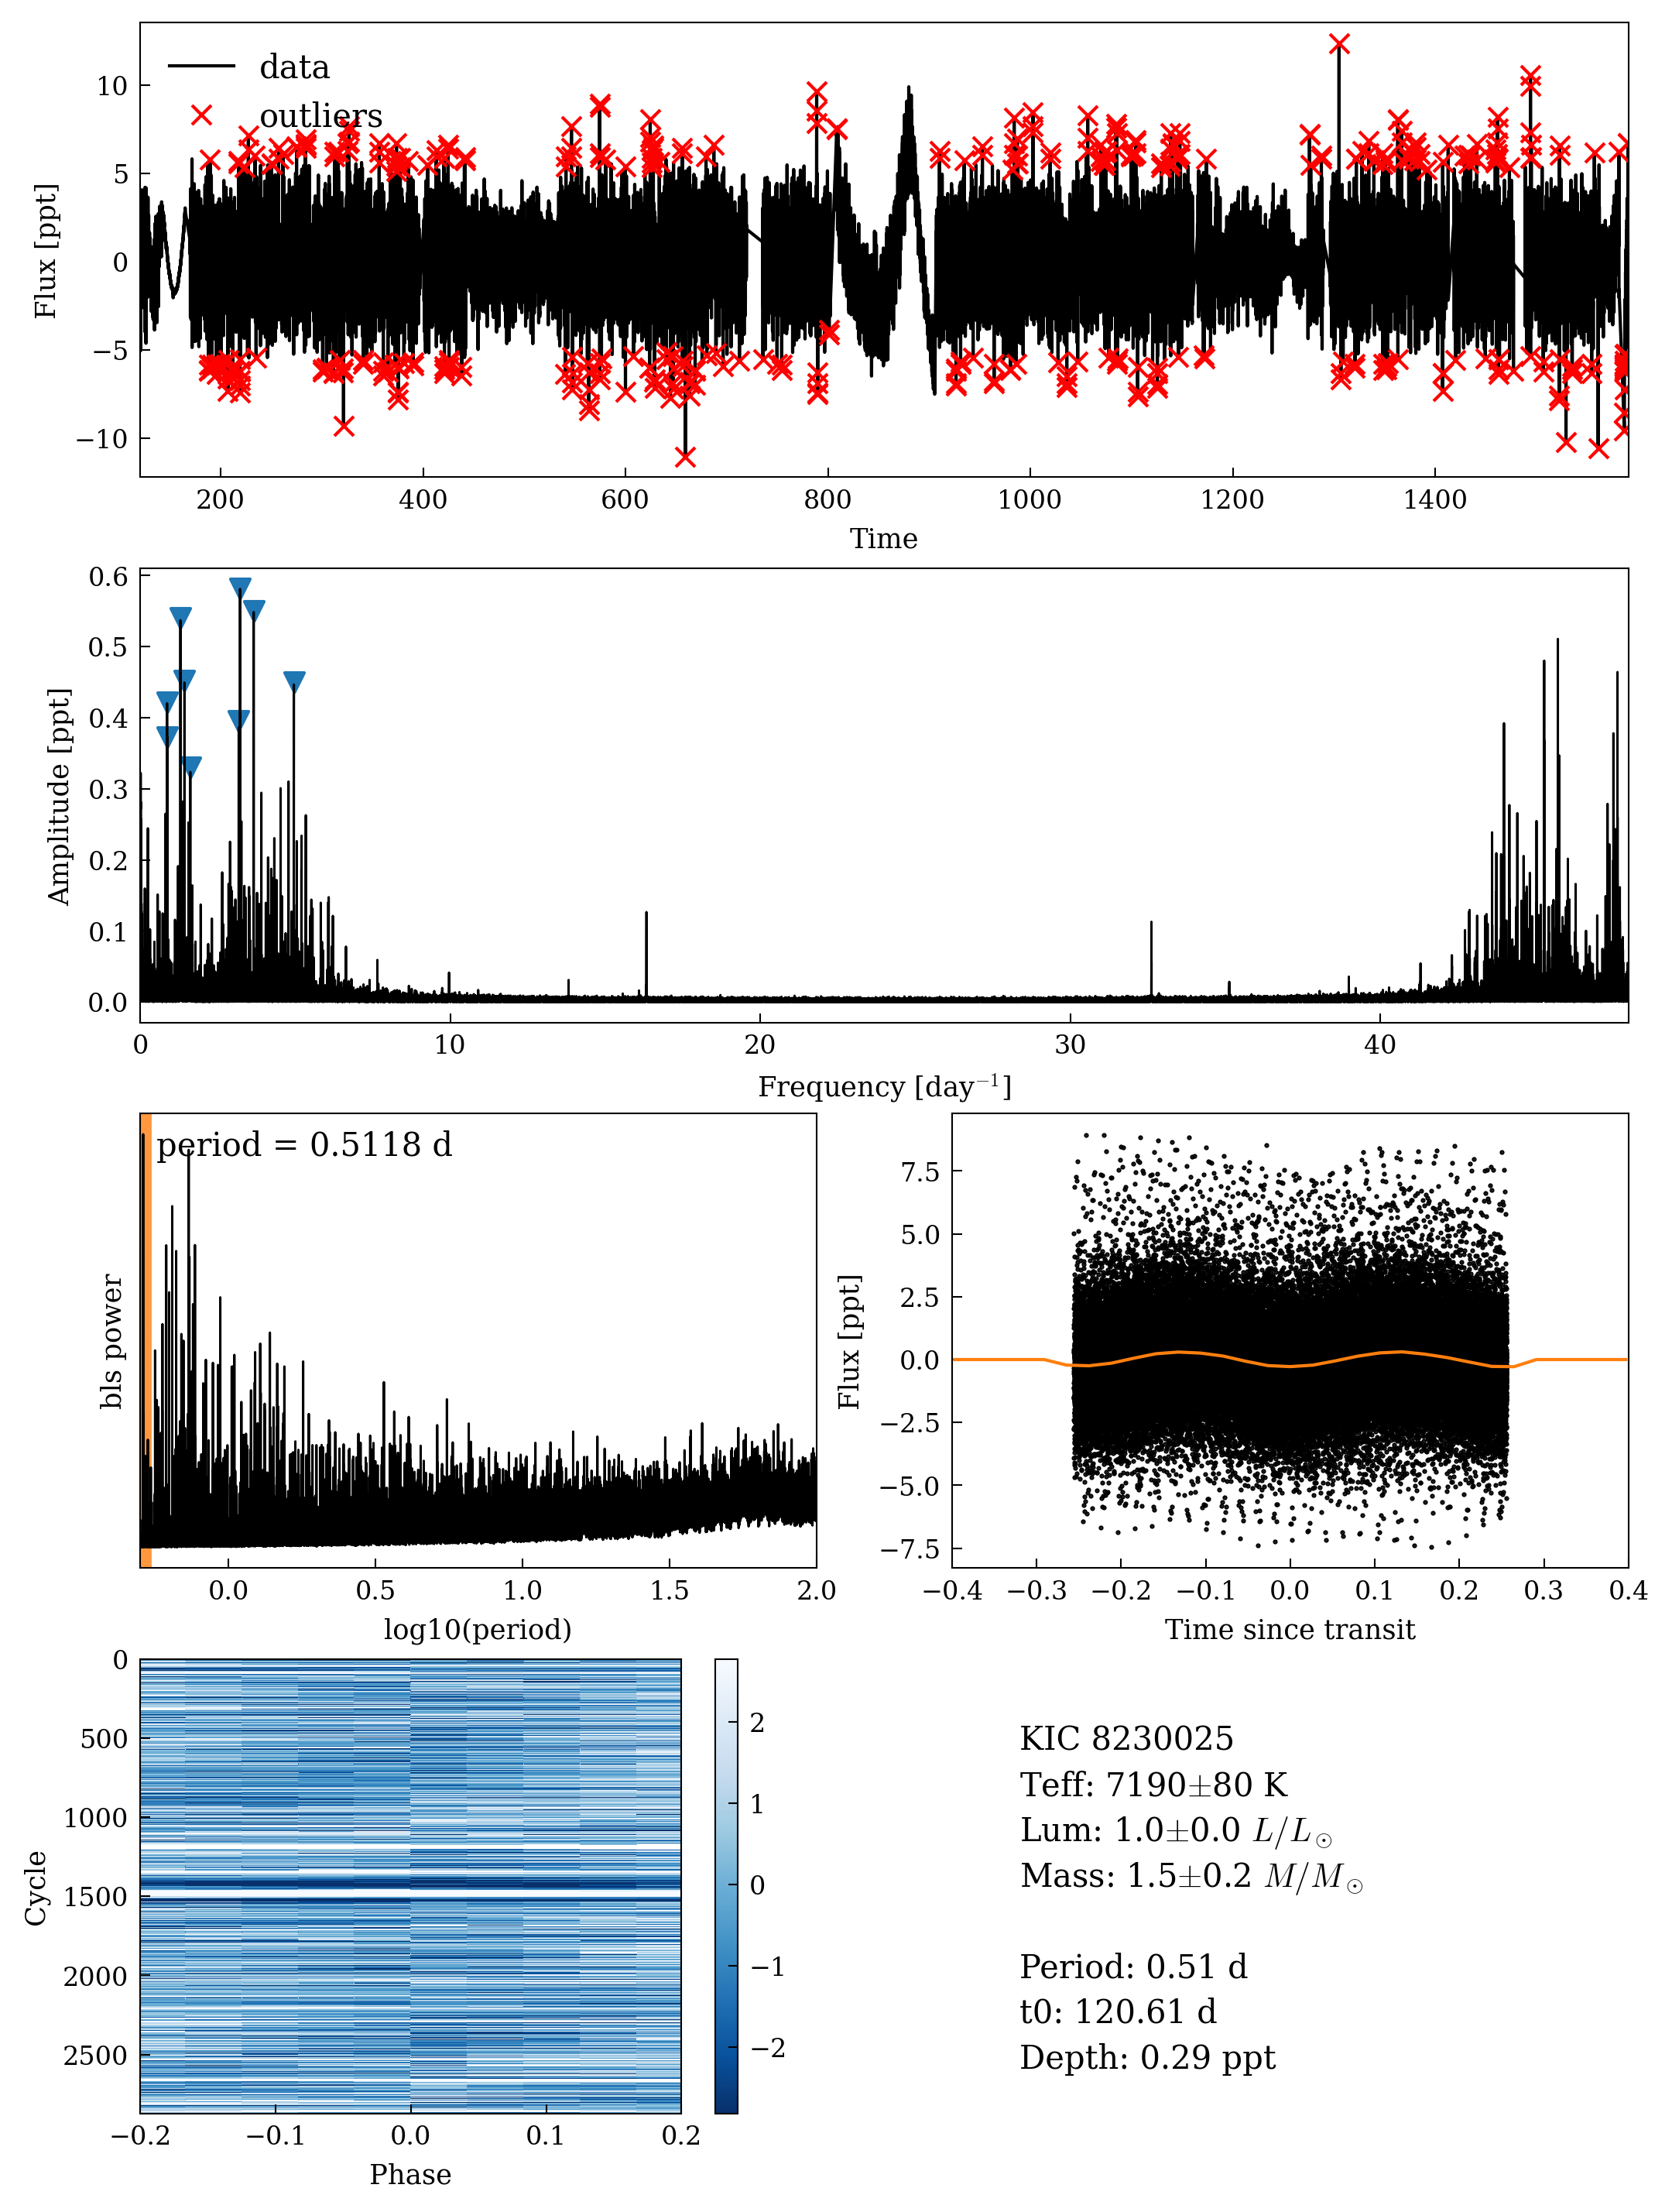 data
outliers
10
5
0
−5
−10
Flux [ppt]
200 400 600 800 1000 1200 1400
Time
0.6
0.5
0.4
0.3
0.2
0.1
0.0
Amplitude [ppt]
0 10 20 30 40
Frequency [day⁻¹]
period = 0.5118 d
bls power
0.0 0.5 1.0 1.5 2.0
log10(period)
7.5
5.0
2.5
0.0
−2.5
−5.0
−7.5
Flux [ppt]
−0.4 −0.3 −0.2 −0.1 0.0 0.1 0.2 0.3 0.4
Time since transit
0
500
1000
1500
2000
2500
Cycle
−0.2 −0.1 0.0 0.1 0.2
Phase
2
1
0
−1
−2
KIC 8230025
Teff: 7190±80 K
Lum: 1.0±0.0 L/L⊙
Mass: 1.5±0.2 M/M⊙
Period: 0.51 d
t0: 120.61 d
Depth: 0.29 ppt